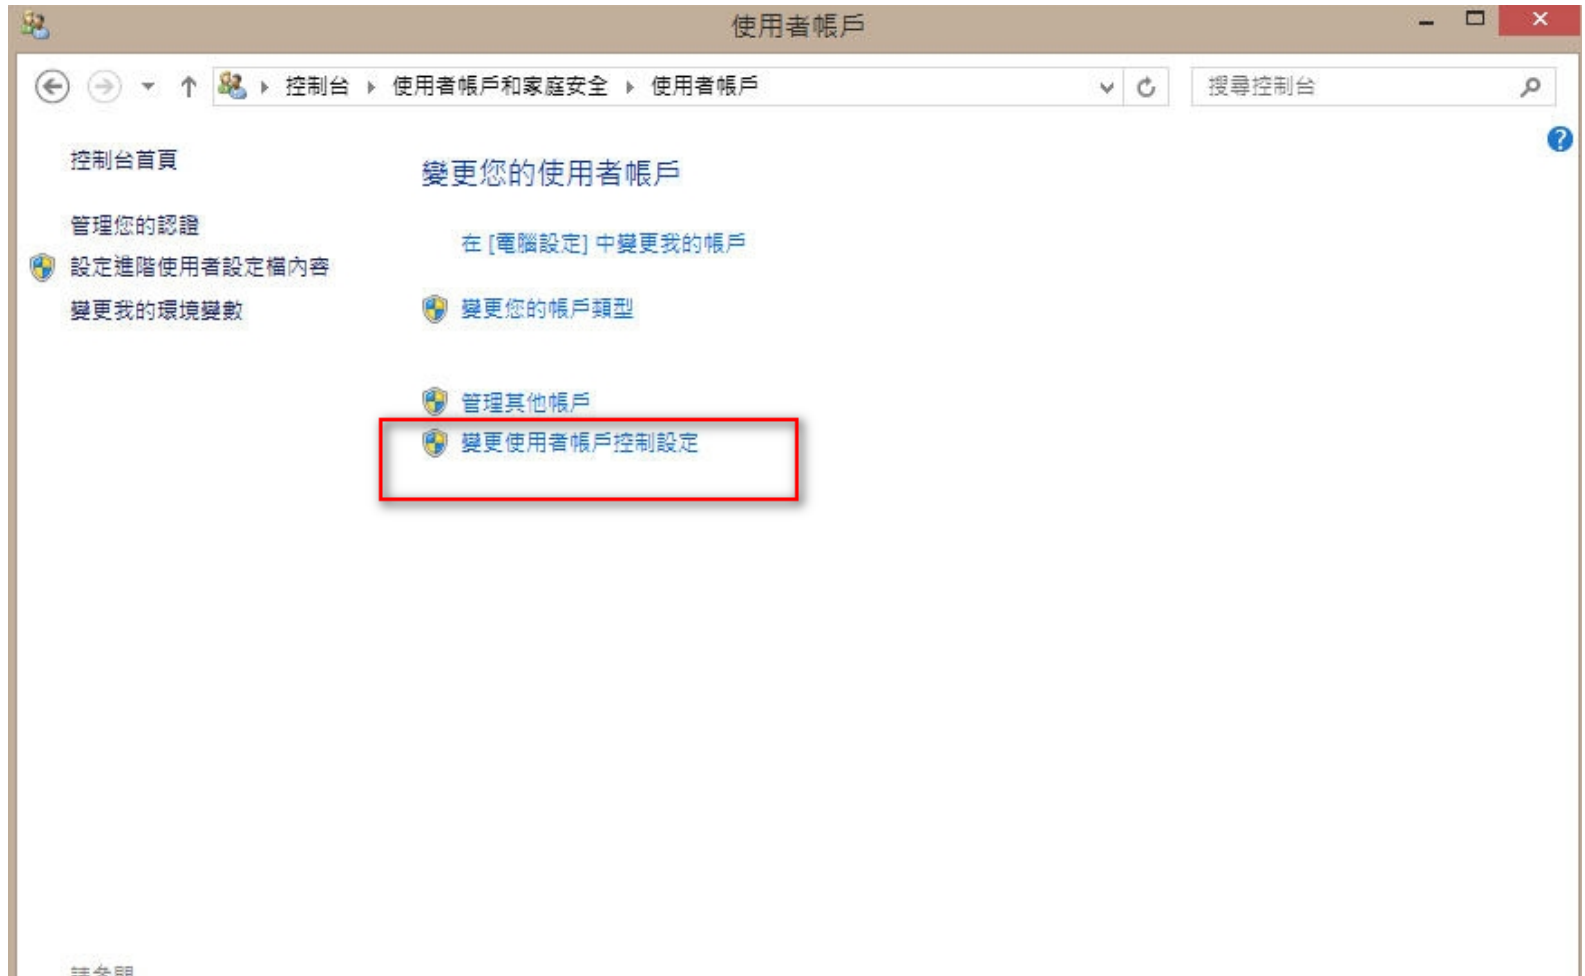 使用者帳戶
控制台 使用者帳戶和家庭安全 使用者帳戶
搜尋控制台
控制台首頁
管理您的認證
設定進階使用者設定檔內容
變更我的環境變數
變更您的使用者帳戶
在 [電腦設定] 中變更我的帳戶
變更您的帳戶類型
管理其他帳戶
變更使用者帳戶控制設定